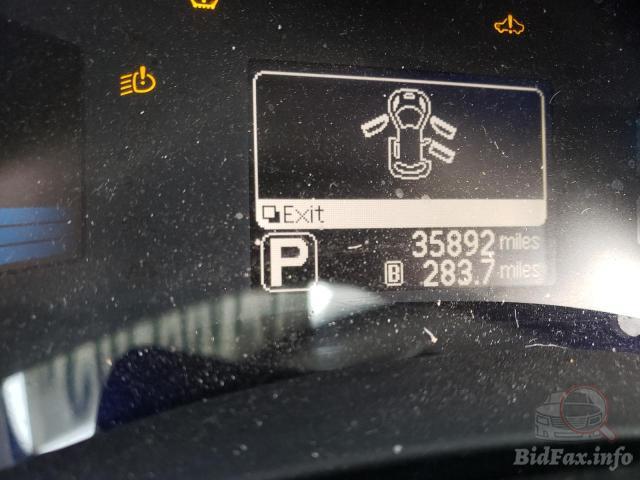 Exit
P
35892 miles
B 283.7 miles
BidFax.info